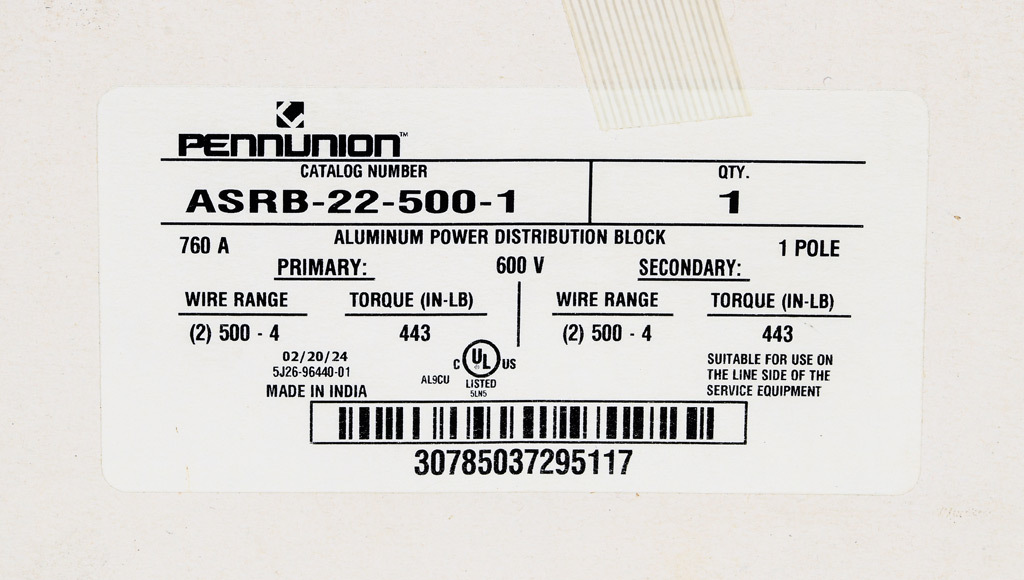 PENNUNION™
CATALOG NUMBER
QTY.
ASRB-22-500-1
1
760 A
ALUMINUM POWER DISTRIBUTION BLOCK
1 POLE
PRIMARY:
600 V
SECONDARY:
WIRE RANGE
TORQUE (IN-LB)
WIRE RANGE
TORQUE (IN-LB)
(2) 500 - 4
443
(2) 500 - 4
443
02/20/24
5J26-96440-01
MADE IN INDIA
AL9CU
C UL® US
LISTED
5LN5
SUITABLE FOR USE ON
THE LINE SIDE OF THE
SERVICE EQUIPMENT
30785037295117